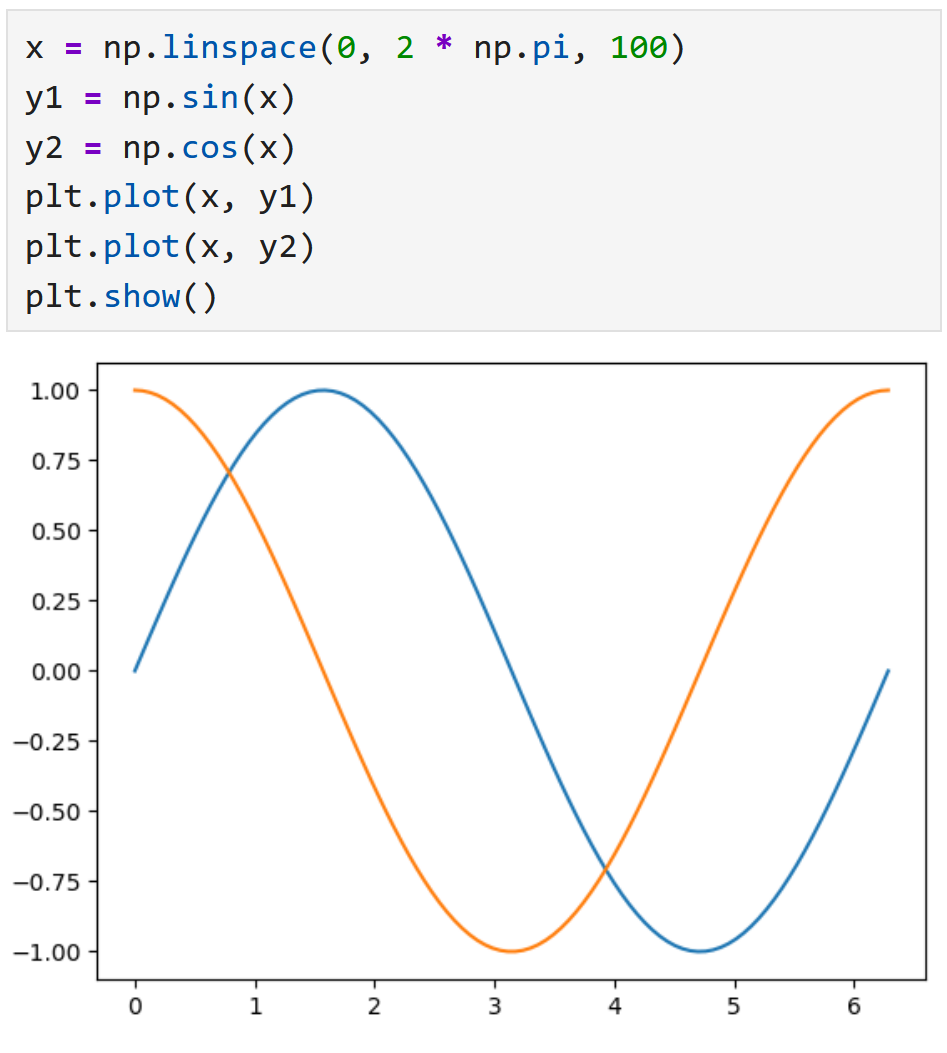 x = np.linspace(0, 2 * np.pi, 100)
y1 = np.sin(x)
y2 = np.cos(x)
plt.plot(x, y1)
plt.plot(x, y2)
plt.show()
1.00
0.75
0.50
0.25
0.00
−0.25
−0.50
−0.75
−1.00
0 1 2 3 4 5 6